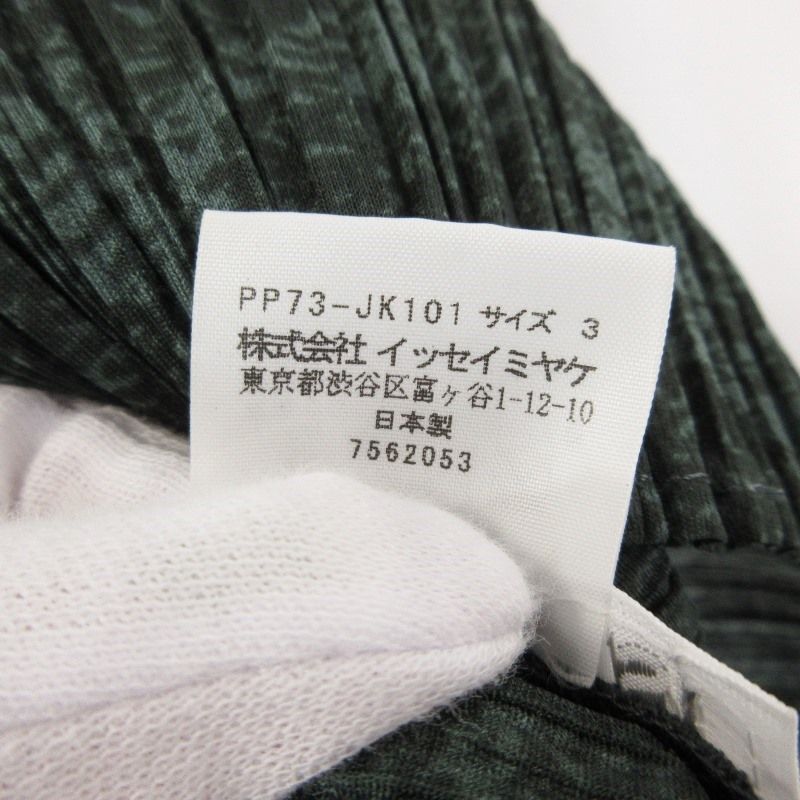 PP73-JK101 サイズ 3
株式会社 イッセイミヤケ
東京都渋谷区富ヶ谷1-12-10
日本製
7562053